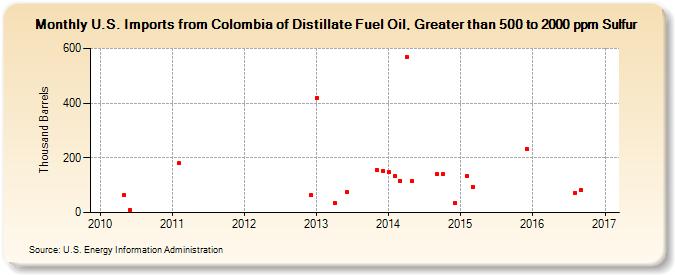 Monthly U.S. Imports from Colombia of Distillate Fuel Oil, Greater than 500 to 2000 ppm Sulfur
Thousand Barrels
600
400
200
0
2010 2011 2012 2013 2014 2015 2016 2017
Source: U.S. Energy Information Administration